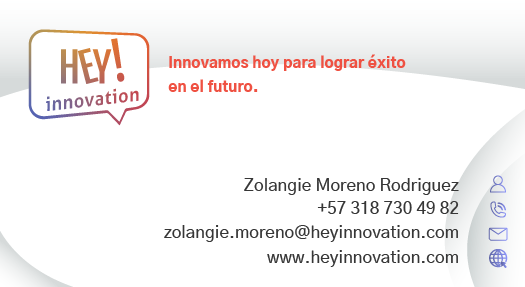 HEY!
innovation
Innovamos hoy para lograr éxito
en el futuro.
Zolangie Moreno Rodriguez
+57 318 730 49 82
zolangie.moreno@heyinnovation.com
www.heyinnovation.com